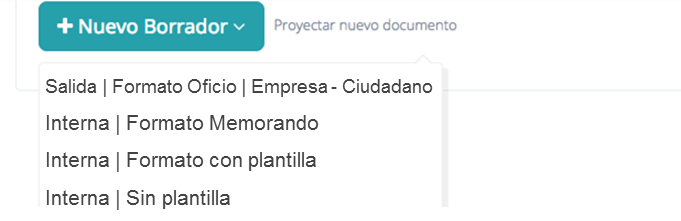 + Nuevo Borrador
Proyectar nuevo documento
Salida | Formato Oficio | Empresa - Ciudadano
Interna | Formato Memorando
Interna | Formato con plantilla
Interna | Sin plantilla